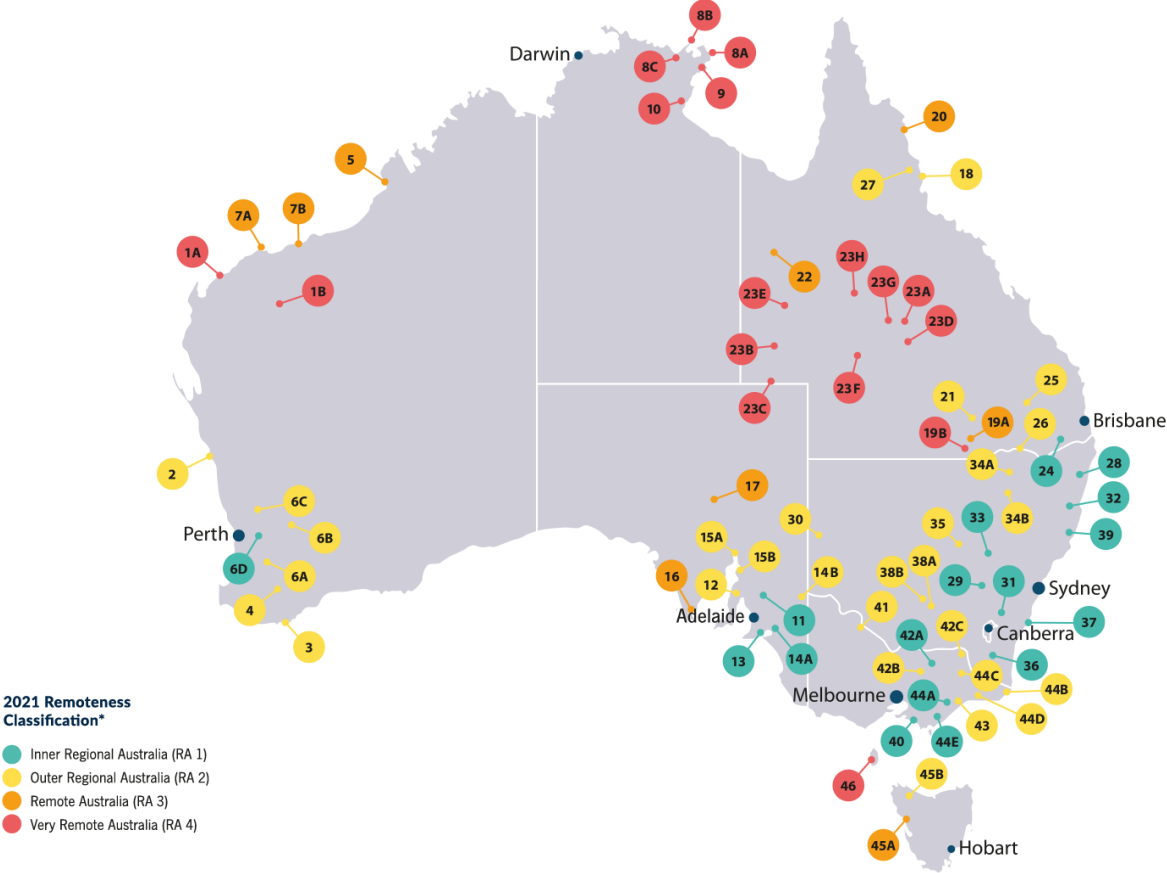 8B
Darwin
8A
8C
9
10
20
5
18
27
7B
7A
1A
23H
22
23G
1B
23E
23A
23D
23B
25
23F
21
23C
Brisbane
19A
26
19B
28
34A
24
2
17
32
6C
33
34B
30
35
Perth
39
6B
15A
15B
38A
6D
14B
38B
16
6A
29
31
12
Sydney
41
4
Adelaide
11
37
42C
Canberra
42A
3
13
14A
36
42B
44C
44B
Melbourne
44A
2021 Remoteness
Classification*
44D
43
40
44E
Inner Regional Australia (RA 1)
45B
Outer Regional Australia (RA 2)
46
Remote Australia (RA 3)
Very Remote Australia (RA 4)
45A
Hobart